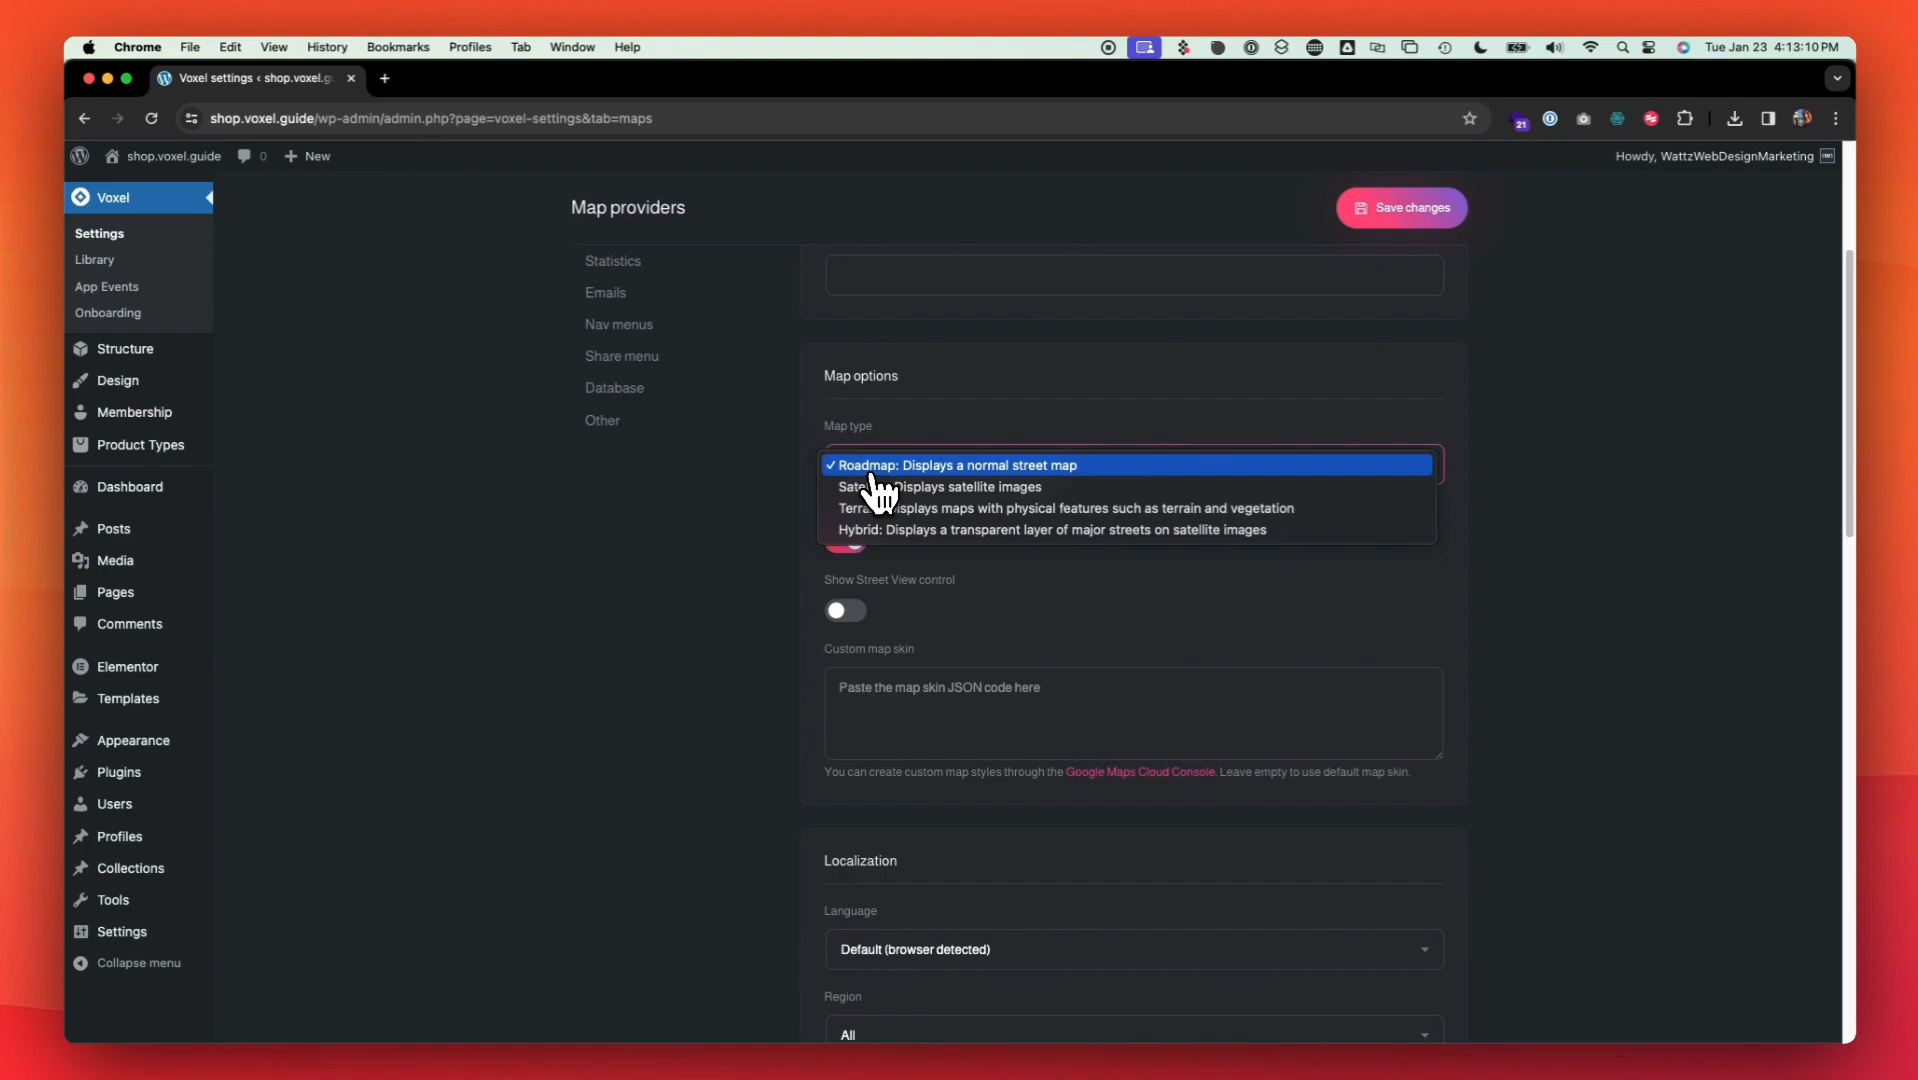 Chrome File Edit View History Bookmarks Profiles Tab Window Help Tue Jan 23 4:13:10 PM
Voxel settings ‹ shop.voxel.g
shop.voxel.guide/wp-admin/admin.php?page=voxel-settings&tab=maps
21
shop.voxel.guide 0 New Howdy, WattzWebDesignMarketing
Voxel
Settings
Library
App Events
Onboarding
Structure
Design
Membership
Product Types
Dashboard
Posts
Media
Pages
Comments
Elementor
Templates
Appearance
Plugins
Users
Profiles
Collections
Tools
Settings
Collapse menu
Map providers
Save changes
Statistics
Emails
Nav menus
Share menu
Database
Other
Map options
Map type
✓ Roadmap: Displays a normal street map
Displays satellite images
maps with physical features such as terrain and vegetation
Hybrid: Displays a transparent layer of major streets on satellite images
Show Street View control
Custom map skin
Paste the map skin JSON code here
You can create custom map styles through the Google Maps Cloud Console. Leave empty to use default map skin.
Localization
Language
Default (browser detected)
Region
All